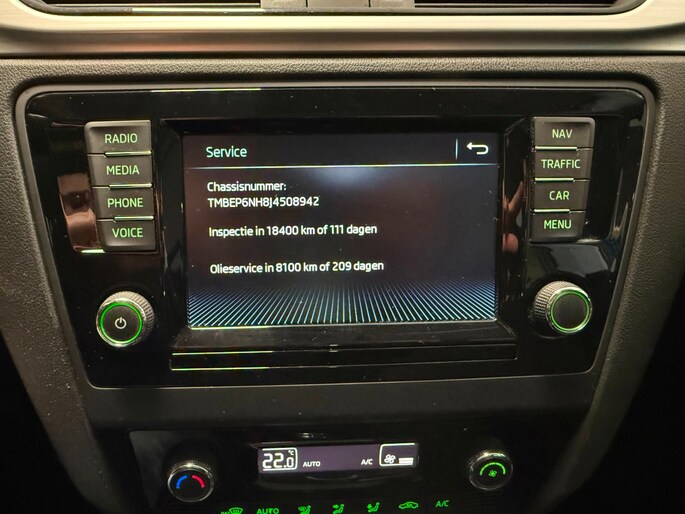 RADIO
MEDIA
PHONE
VOICE
Service
Chassisnummer:
TMBEP6NH8J4508942
Inspectie in 18400 km of 111 dagen
Olieservice in 8100 km of 209 dagen
NAV
TRAFFIC
CAR
MENU
22.0 °C
AUTO
A/C
AUTO
A/C